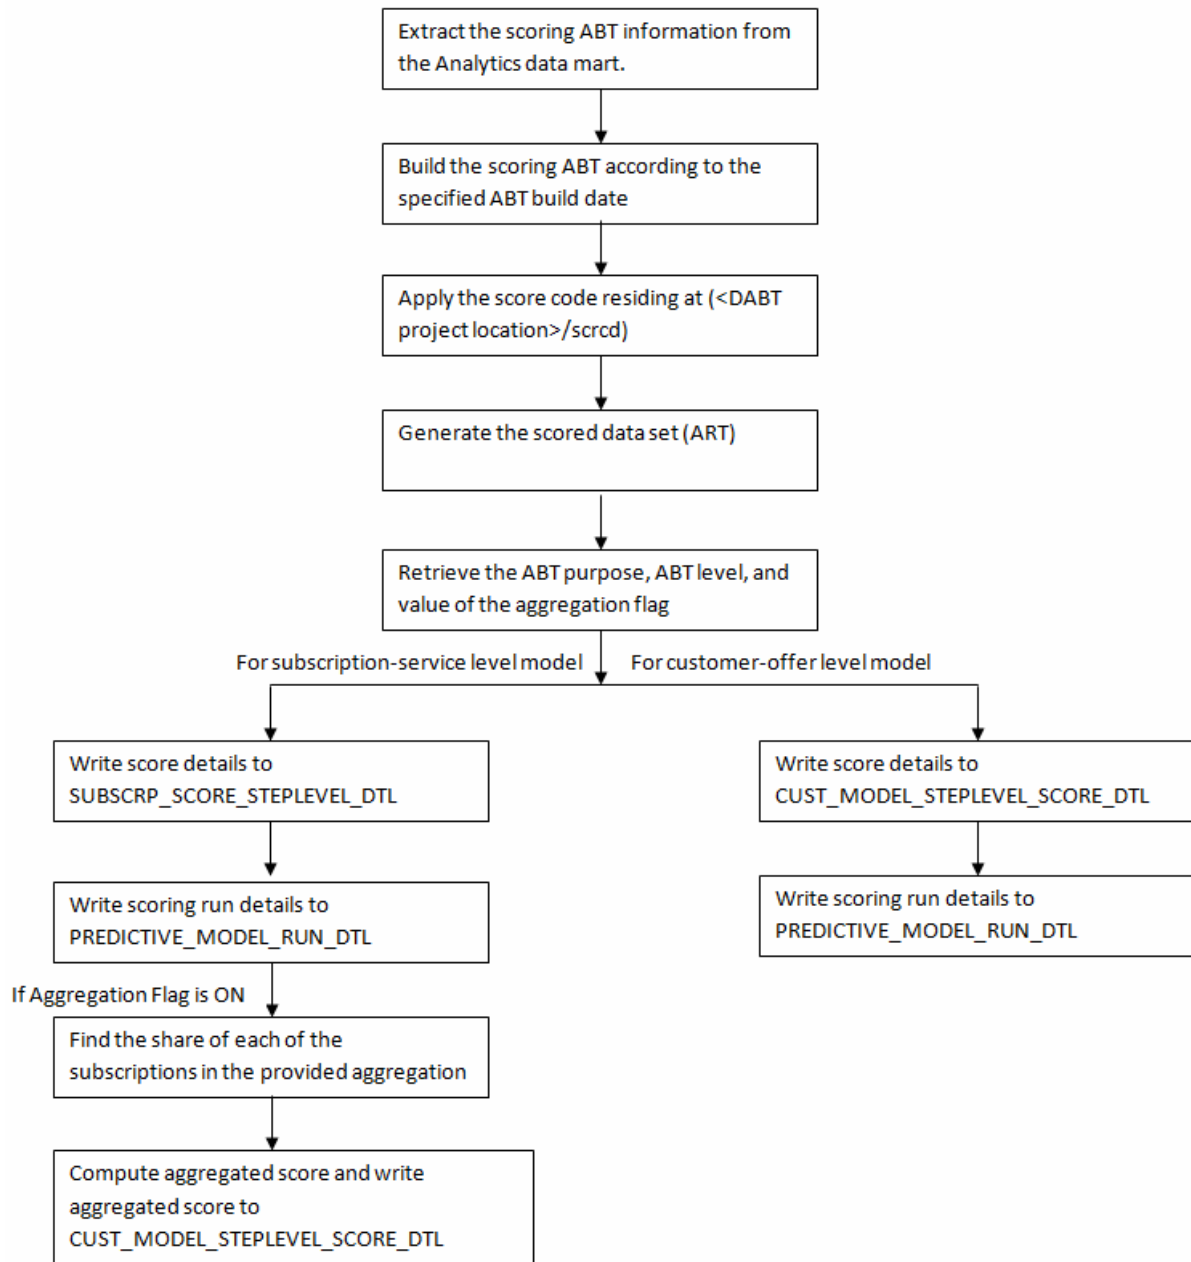 Extract the scoring ABT information from
the Analytics data mart.
Build the scoring ABT according to the
specified ABT build date
Apply the score code residing at (<DABT
project location>/scrcd)
Generate the scored data set (ART)
Retrieve the ABT purpose, ABT level, and
value of the aggregation flag
For subscription-service level model
For customer-offer level model
Write score details to
SUBSCRP_SCORE_STEPLEVEL_DTL
Write score details to
CUST_MODEL_STEPLEVEL_SCORE_DTL
Write scoring run details to
PREDICTIVE_MODEL_RUN_DTL
Write scoring run details to
PREDICTIVE_MODEL_RUN_DTL
If Aggregation Flag is ON
Find the share of each of the
subscriptions in the provided aggregation
Compute aggregated score and write
aggregated score to
CUST_MODEL_STEPLEVEL_SCORE_DTL